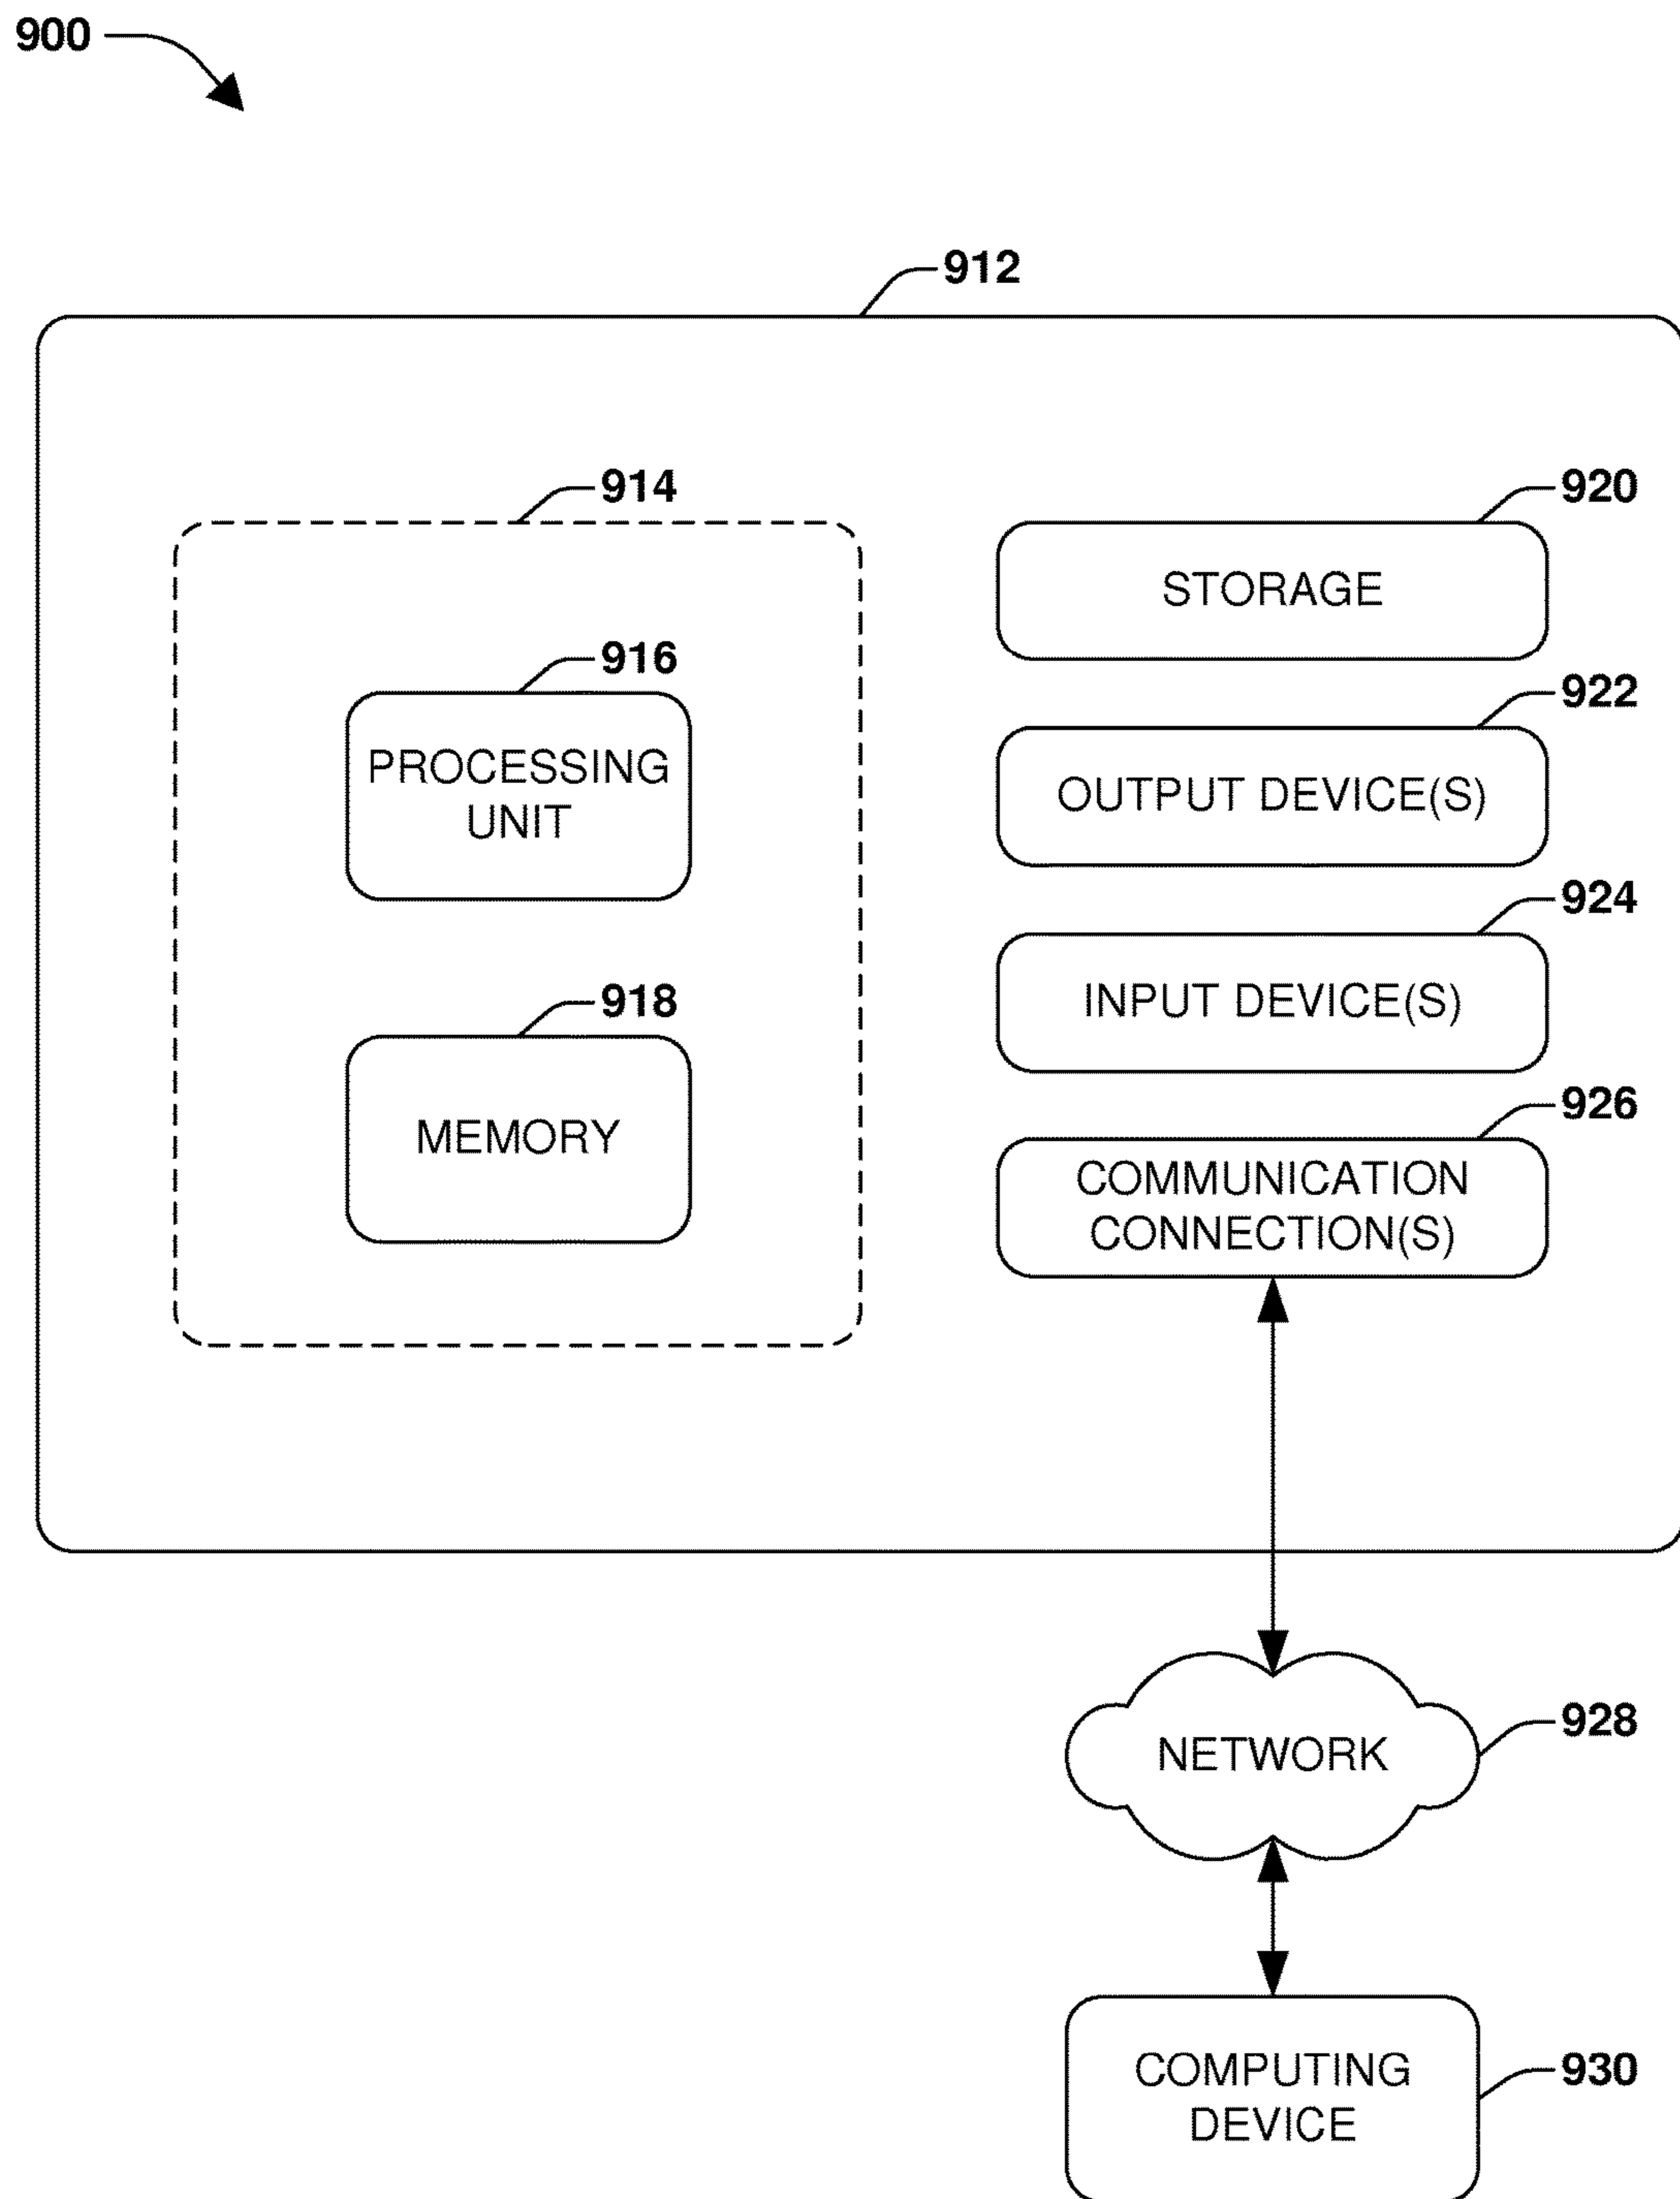 900
912
914
916
PROCESSING
UNIT
918
MEMORY
920
STORAGE
922
OUTPUT DEVICE(S)
924
INPUT DEVICE(S)
926
COMMUNICATION
CONNECTION(S)
928
NETWORK
930
COMPUTING
DEVICE